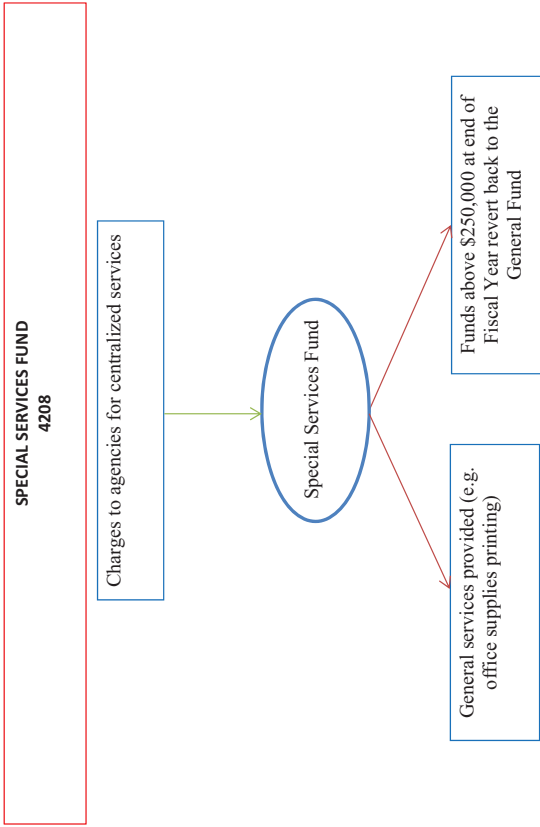 SPECIAL SERVICES FUND
4208
Charges to agencies for centralized services
Special Services Fund
General services provided (e.g.
office supplies printing)
Funds above $250,000 at end of
Fiscal Year revert back to the
General Fund